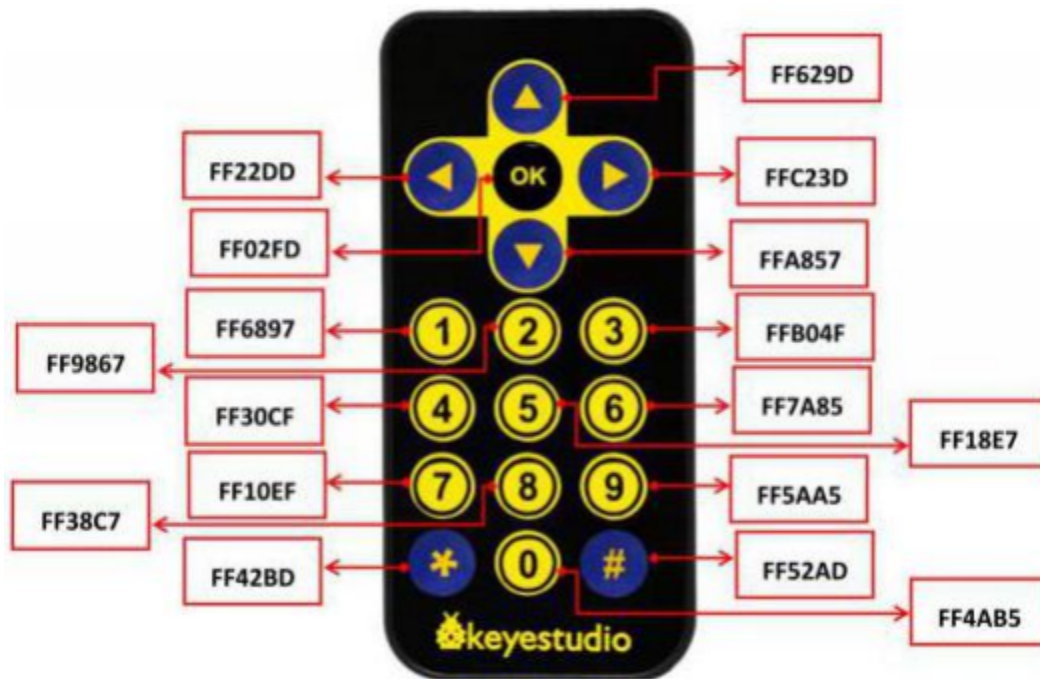 FF629D
FF22DD
OK
FFC23D
FF02FD
FFA857
FF6897
1 2 3
FFB04F
FF9867
FF30CF
4 5 6
FF7A85
FF18E7
FF10EF
7 8 9
FF5AA5
FF38C7
FF42BD
* 0 #
FF52AD
FF4AB5
keyestudio